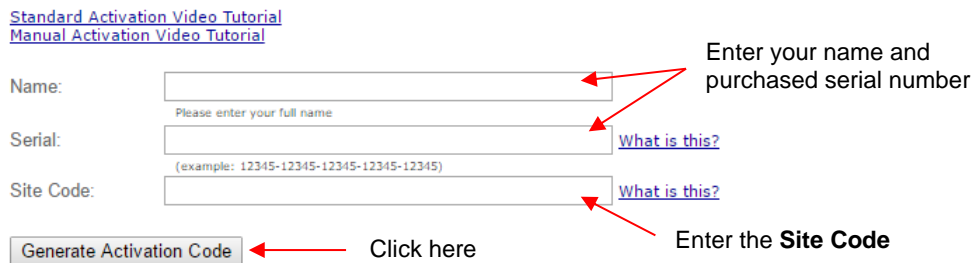 Standard Activation Video Tutorial
Manual Activation Video Tutorial
Enter your name and
purchased serial number
Name:
Please enter your full name
Serial:
What is this?
(example: 12345-12345-12345-12345-12345)
Site Code:
What is this?
Generate Activation Code
Click here
Enter the Site Code